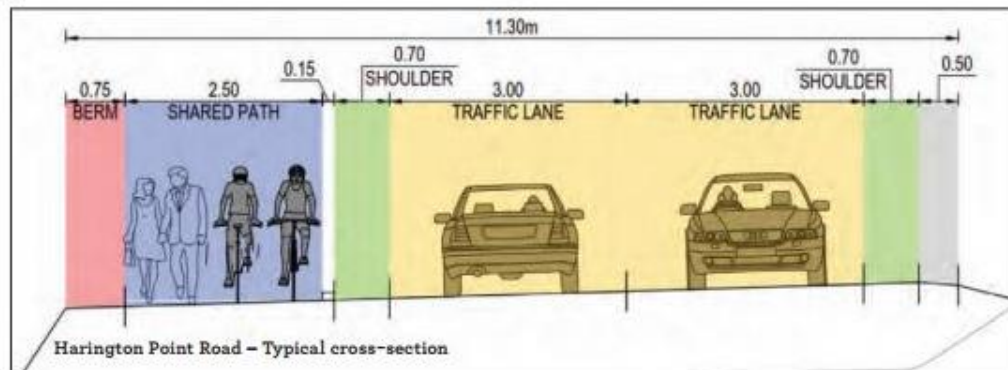 11.30m
0.75 2.50 0.15 0.70 3.00 3.00 0.70 0.50
BERM SHARED PATH SHOULDER TRAFFIC LANE TRAFFIC LANE SHOULDER
Harington Point Road – Typical cross-section